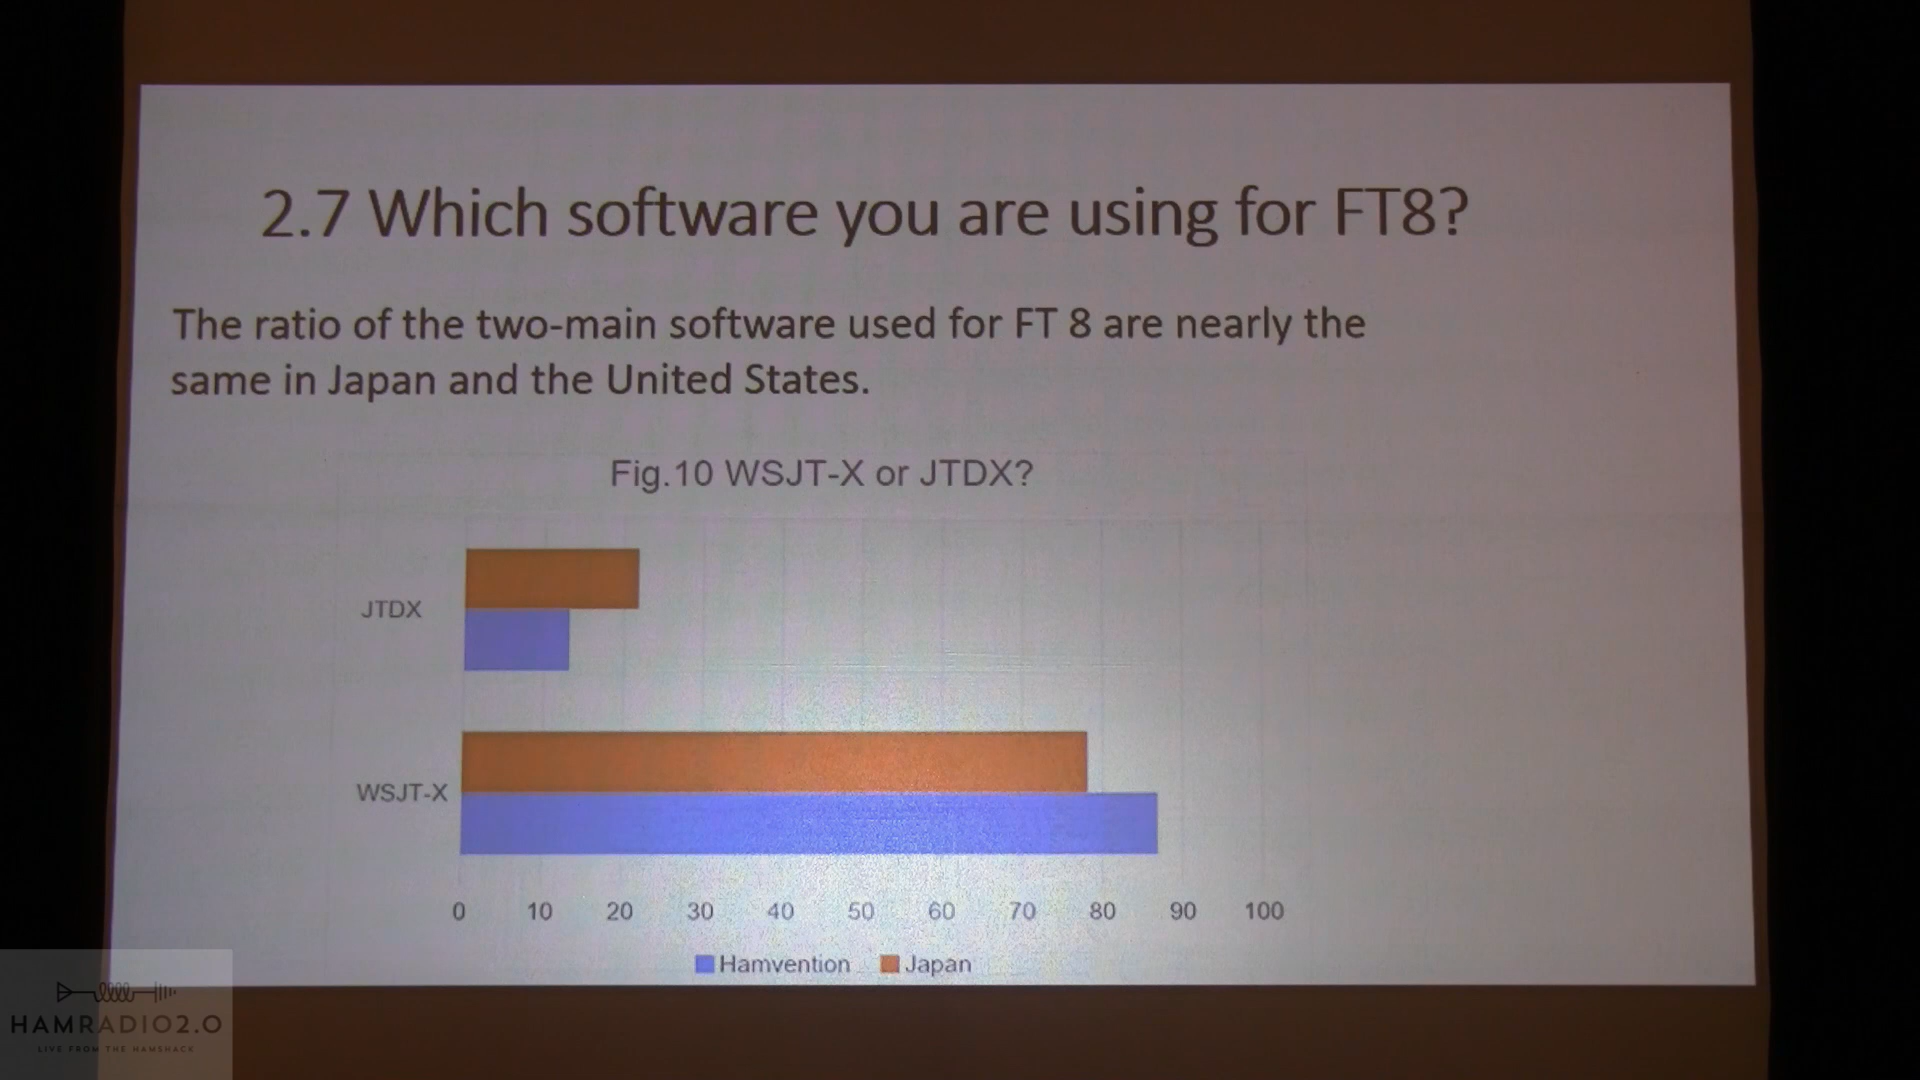 2.7 Which software you are using for FT8?
The ratio of the two-main software used for FT 8 are nearly the
same in Japan and the United States.
Fig.10 WSJT-X or JTDX?
JTDX
WSJT-X
0 10 20 30 40 50 60 70 80 90 100
Hamvention Japan
HAMRADIO2.0
LIVE FROM THE HAMSHACK